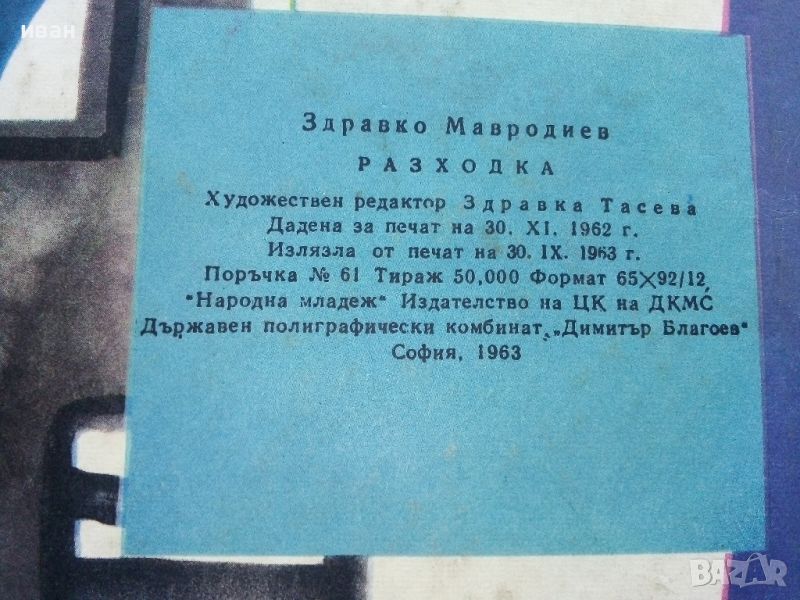 иван
Здравко Мавродиев
РАЗХОДКА
Художествен редактор Здравка Тасева
Дадена за печат на 30. XI. 1962 г.
Излязла от печат на 30. IX. 1963 г.
Поръчка № 61 Тираж 50,000 Формат 65X92/12
"Народна младеж" Издателство на ЦК на ДКМС
Държавен полиграфически комбинат „Димитър Благоев"
София, 1963
BAZAR